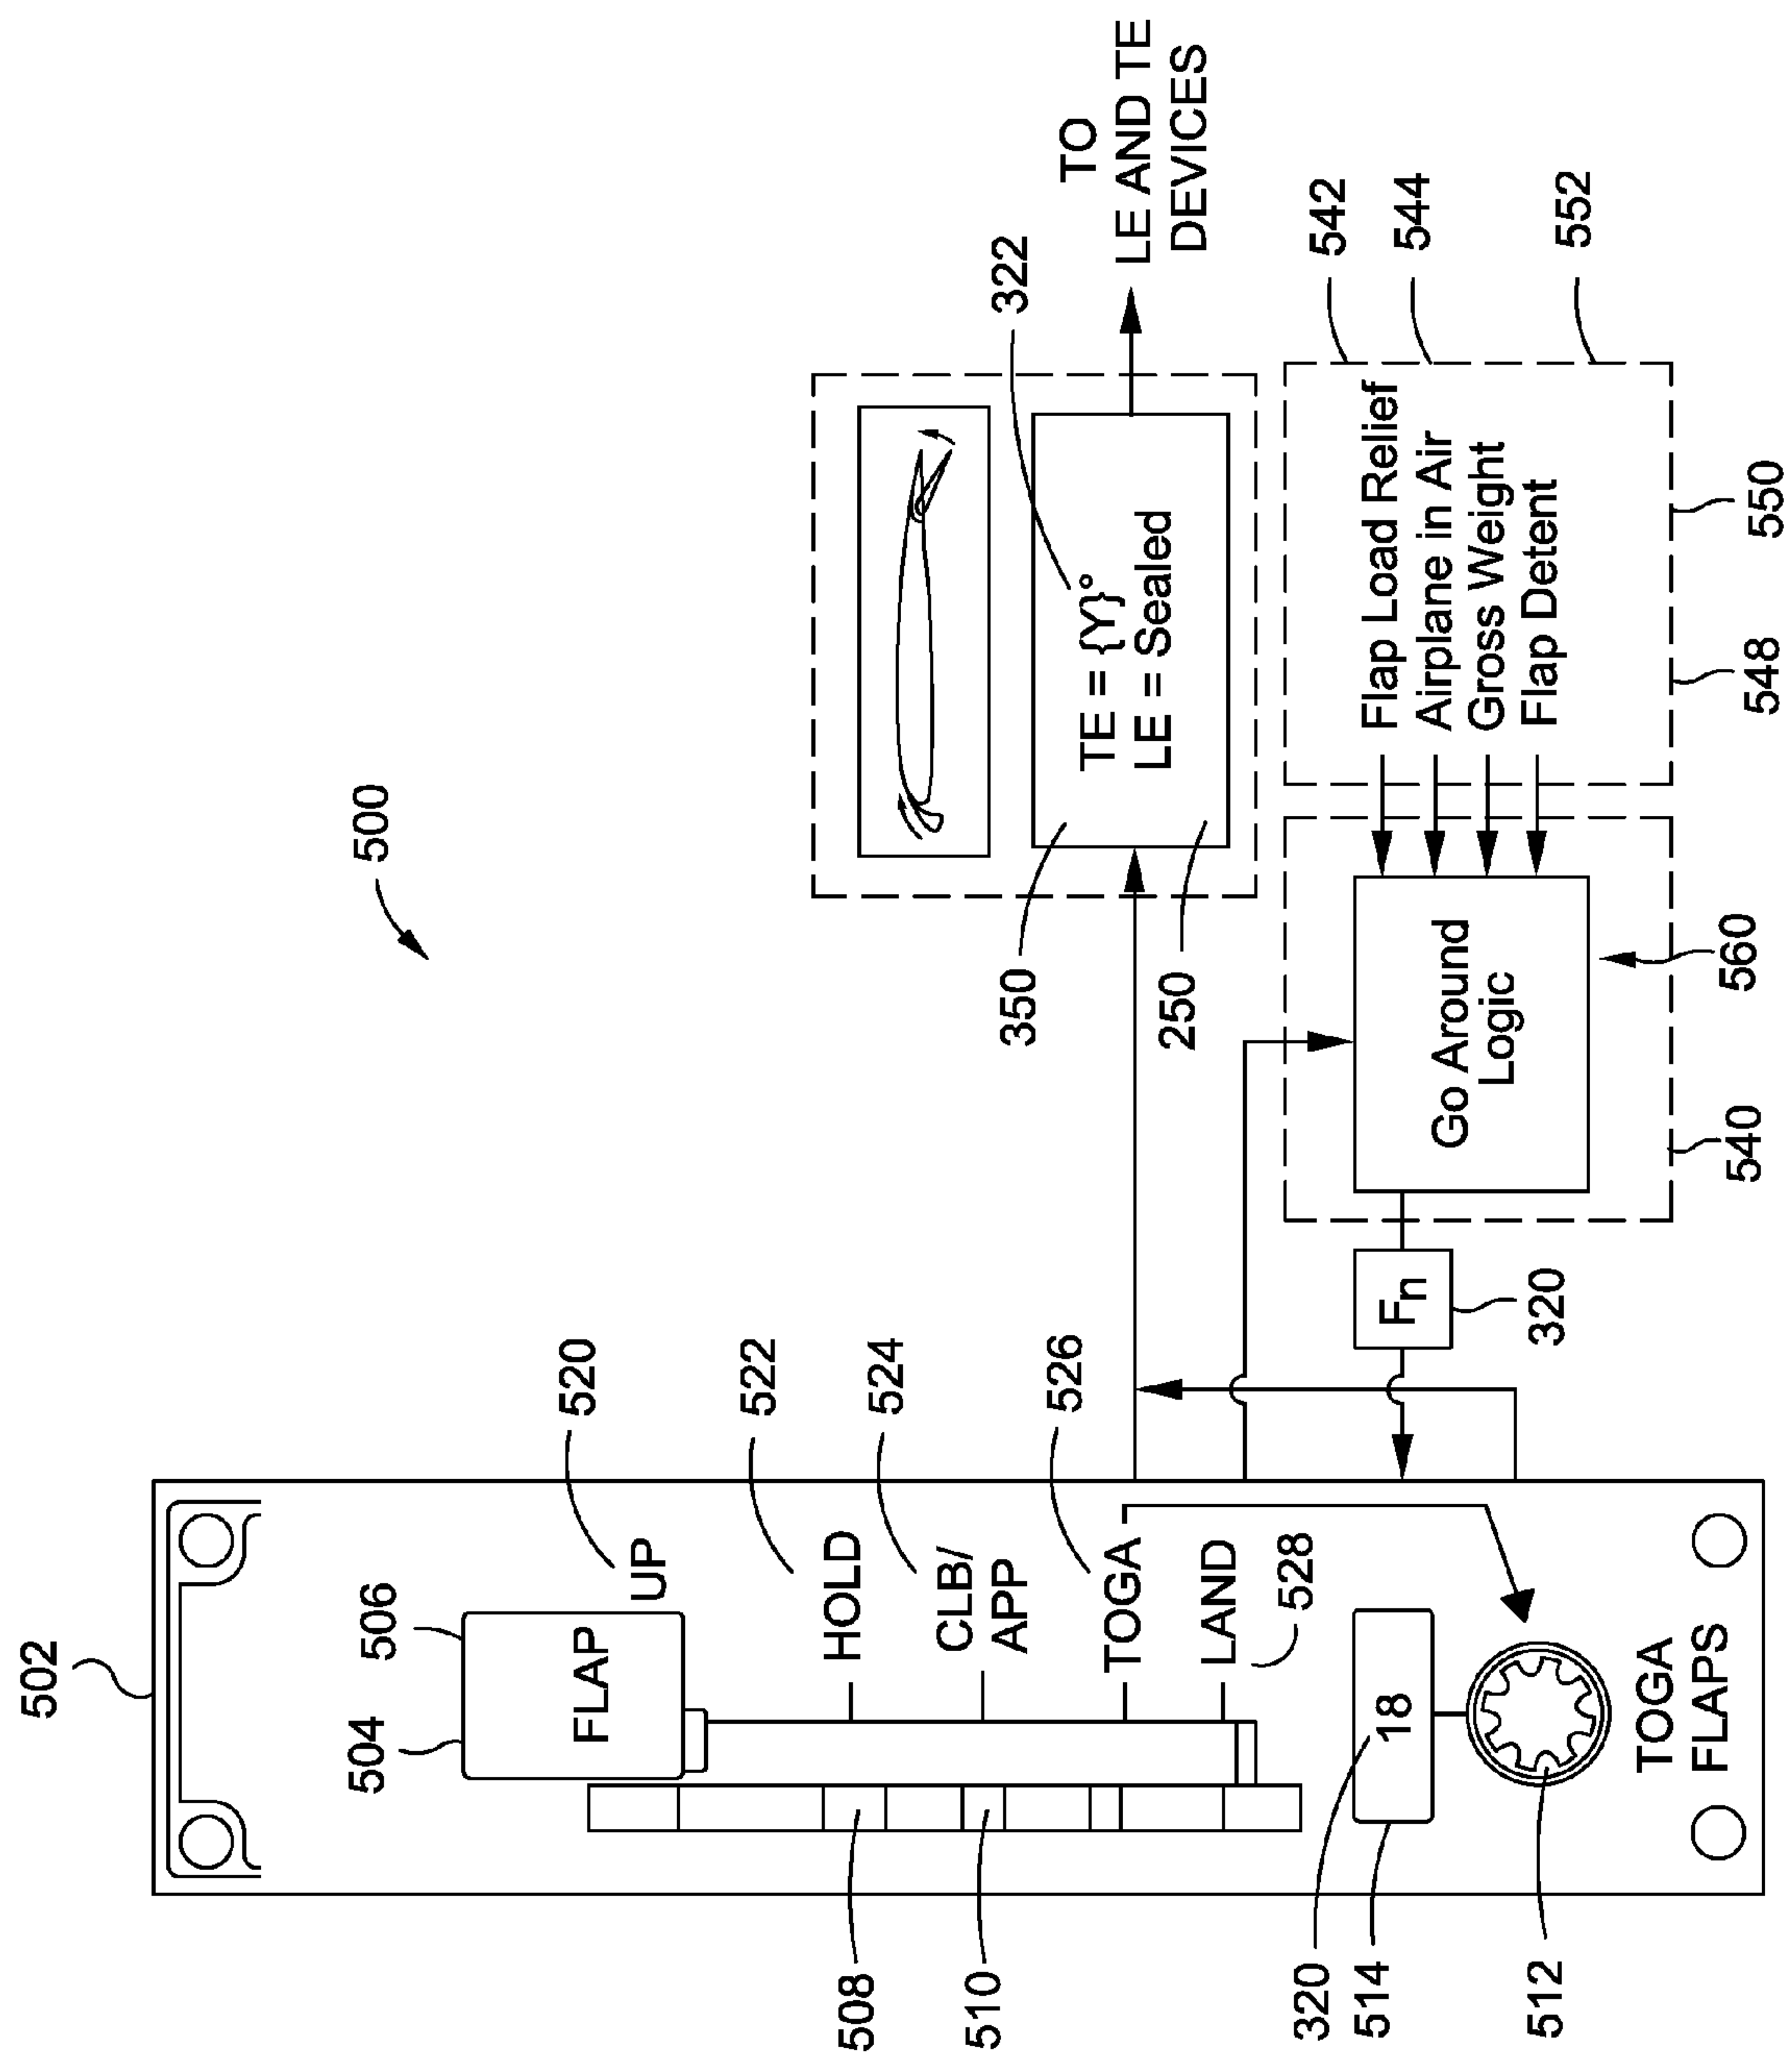 500
502
504
506
FLAP
520
UP
522
HOLD
524
CLB/
APP
526
TOGA
LAND
528
508
510
320
18
514
512
TOGA
FLAPS
322
TE = {Y}°
LE = Sealed
350
250
TO
LE AND TE
DEVICES
Fn
320
Go Around
Logic
560
540
Flap Load Relief
Airplane in Air
Gross Weight
Flap Detent
542
544
552
548
550